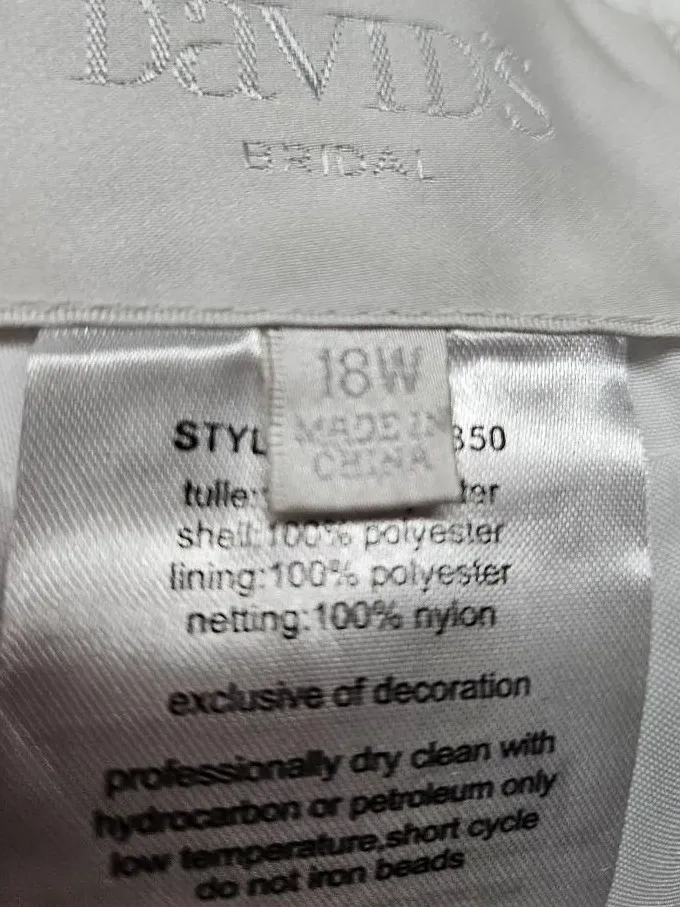 DAVID'S
BRIDAL
18W
MADE IN
CHINA
STYL 350
tulle: ter
shell:100% polyester
lining:100% polyester
netting:100% nylon
exclusive of decoration
professionally dry clean with
hydrocarbon or petroleum only
low temperature,short cycle
do not iron beads